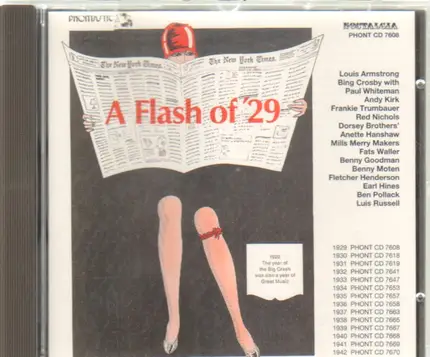 PHONTASTIC
NOSTALGIA
PHONT CD 7608
The New York Times.
The New York Times.
A Flash of '29
Louis Armstrong
Bing Crosby with
Paul Whiteman
Andy Kirk
Frankie Trumbauer
Red Nichols
Dorsey Brothers'
Anette Hanshaw
Mills Merry Makers
Fats Waller
Benny Goodman
Benny Moten
Fletcher Henderson
Earl Hines
Ben Pollack
Luis Russell
1929
The year of
the Big Crash
was also a year of
Great Music
1929 PHONT CD 7608
1930 PHONT CD 7618
1931 PHONT CD 7619
1932 PHONT CD 7641
1933 PHONT CD 7647
1934 PHONT CD 7653
1935 PHONT CD 7655
1936 PHONT CD 7657
1937 PHONT CD 7663
1938 PHONT CD 7665
1939 PHONT CD 7667
1940 PHONT CD 7668
1941 PHONT CD 7669
1942 PHONT CD 7670